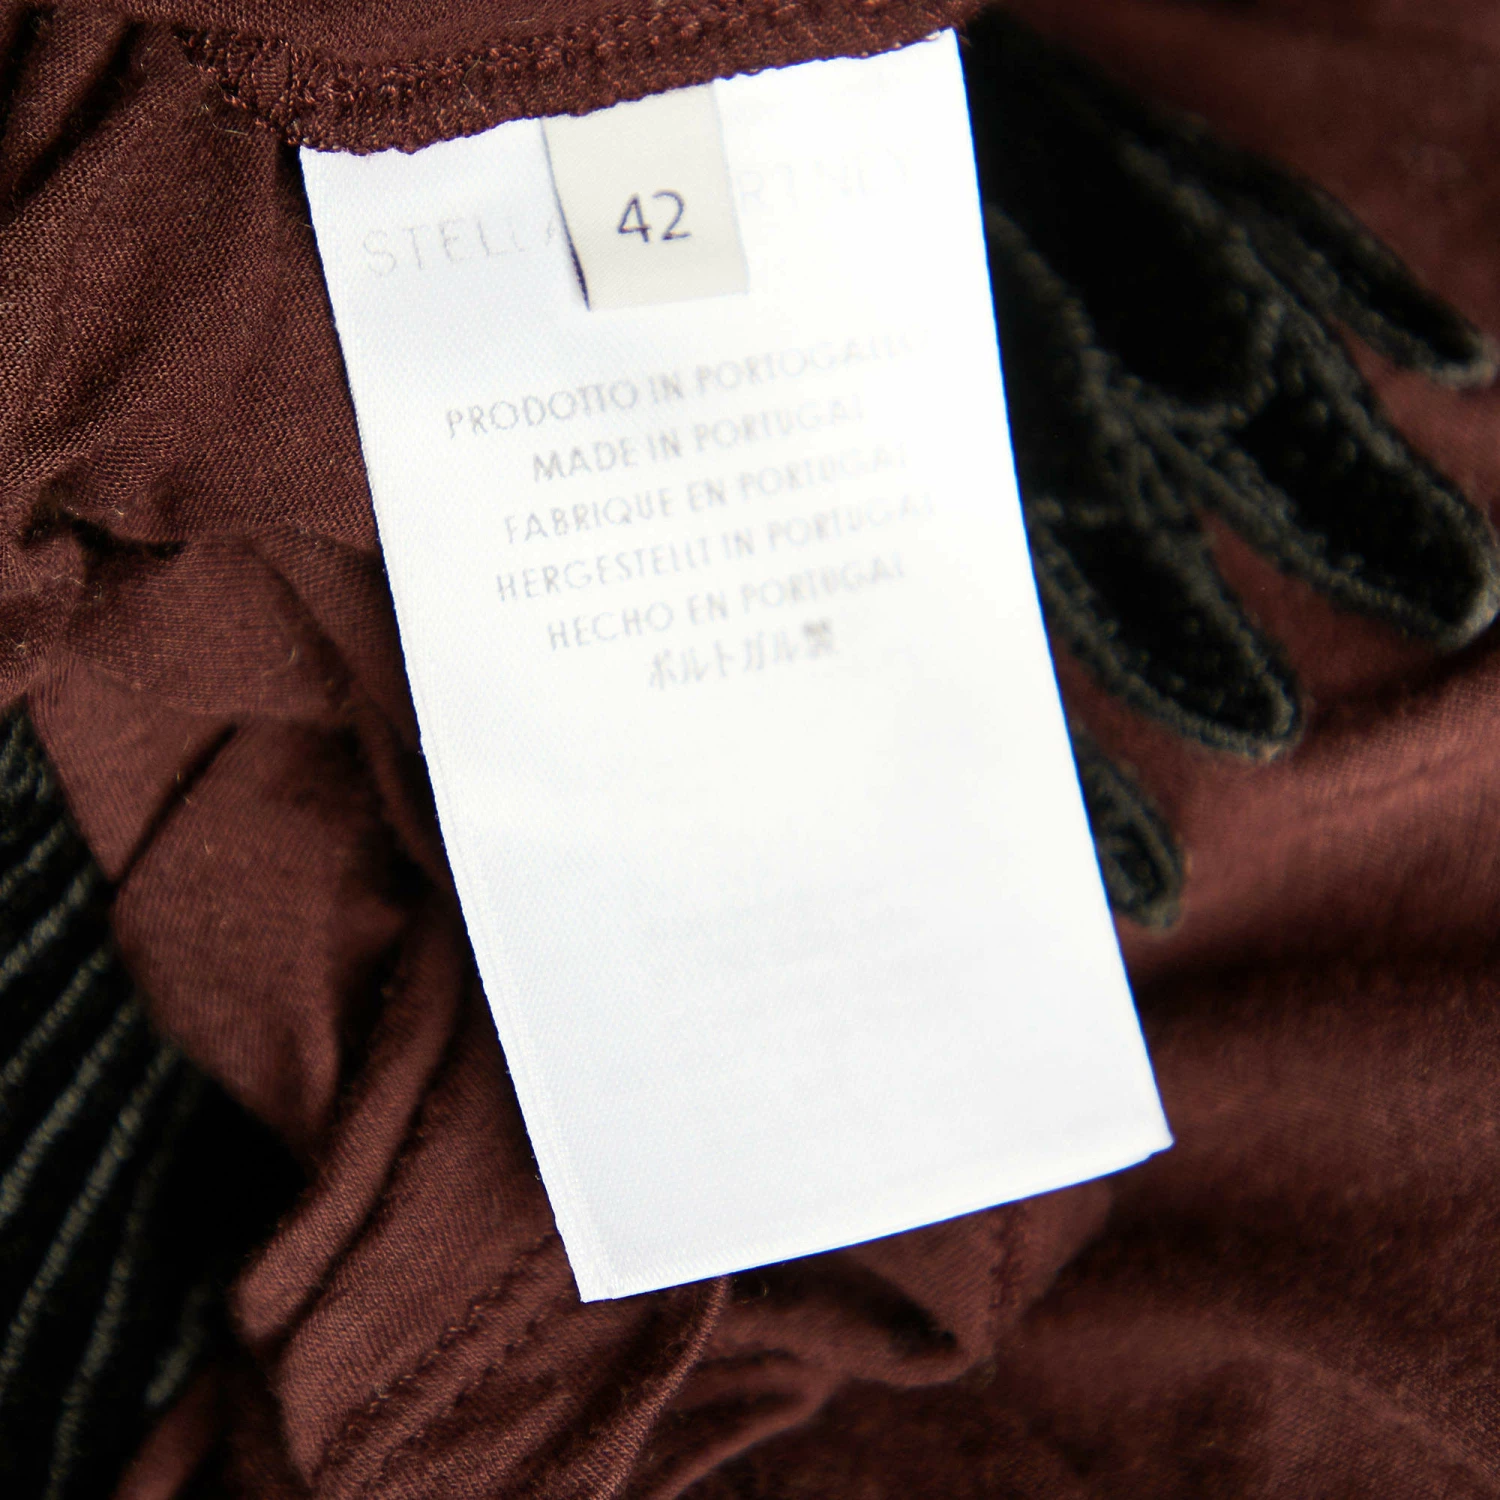 42
STELLA
PRODOTTO IN PORTOGALLO
MADE IN PORTUGAL
FABRIQUE EN PORTUGAL
HERGESTELLT IN PORTUGAL
HECHO EN PORTUGAL
ポルトガル製